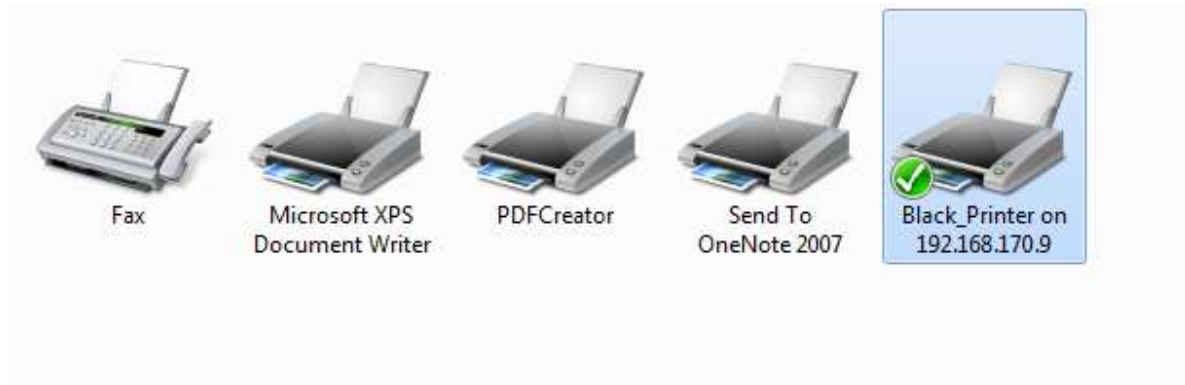 Fax
Microsoft XPS
Document Writer
PDFCreator
Send To
OneNote 2007
Black_Printer on
192.168.170.9